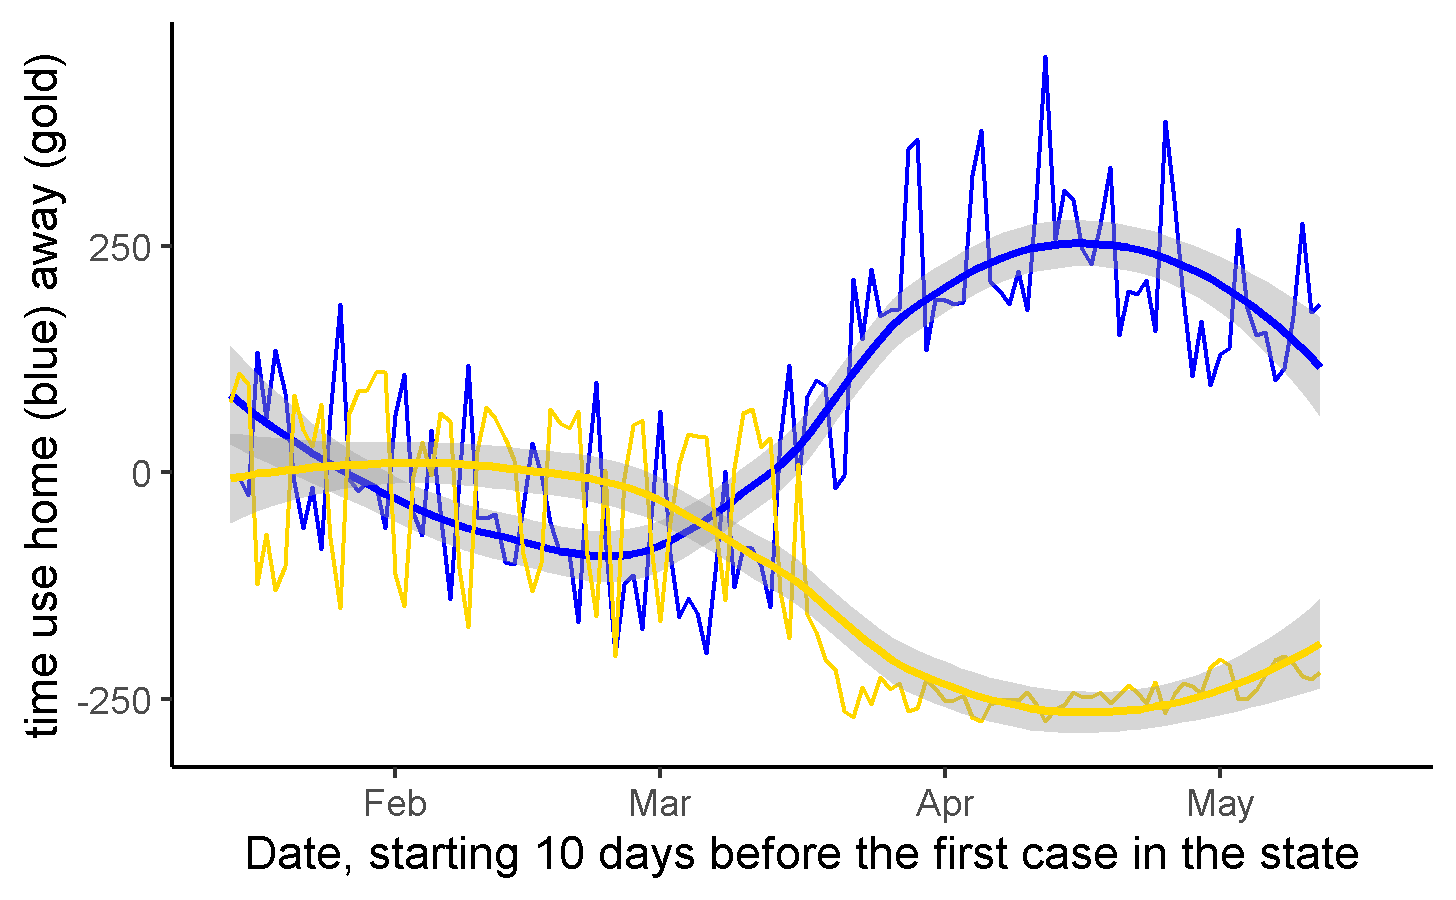 time use home (blue) away (gold)
250
0
-250
Feb Mar Apr May
Date, starting 10 days before the first case in the state